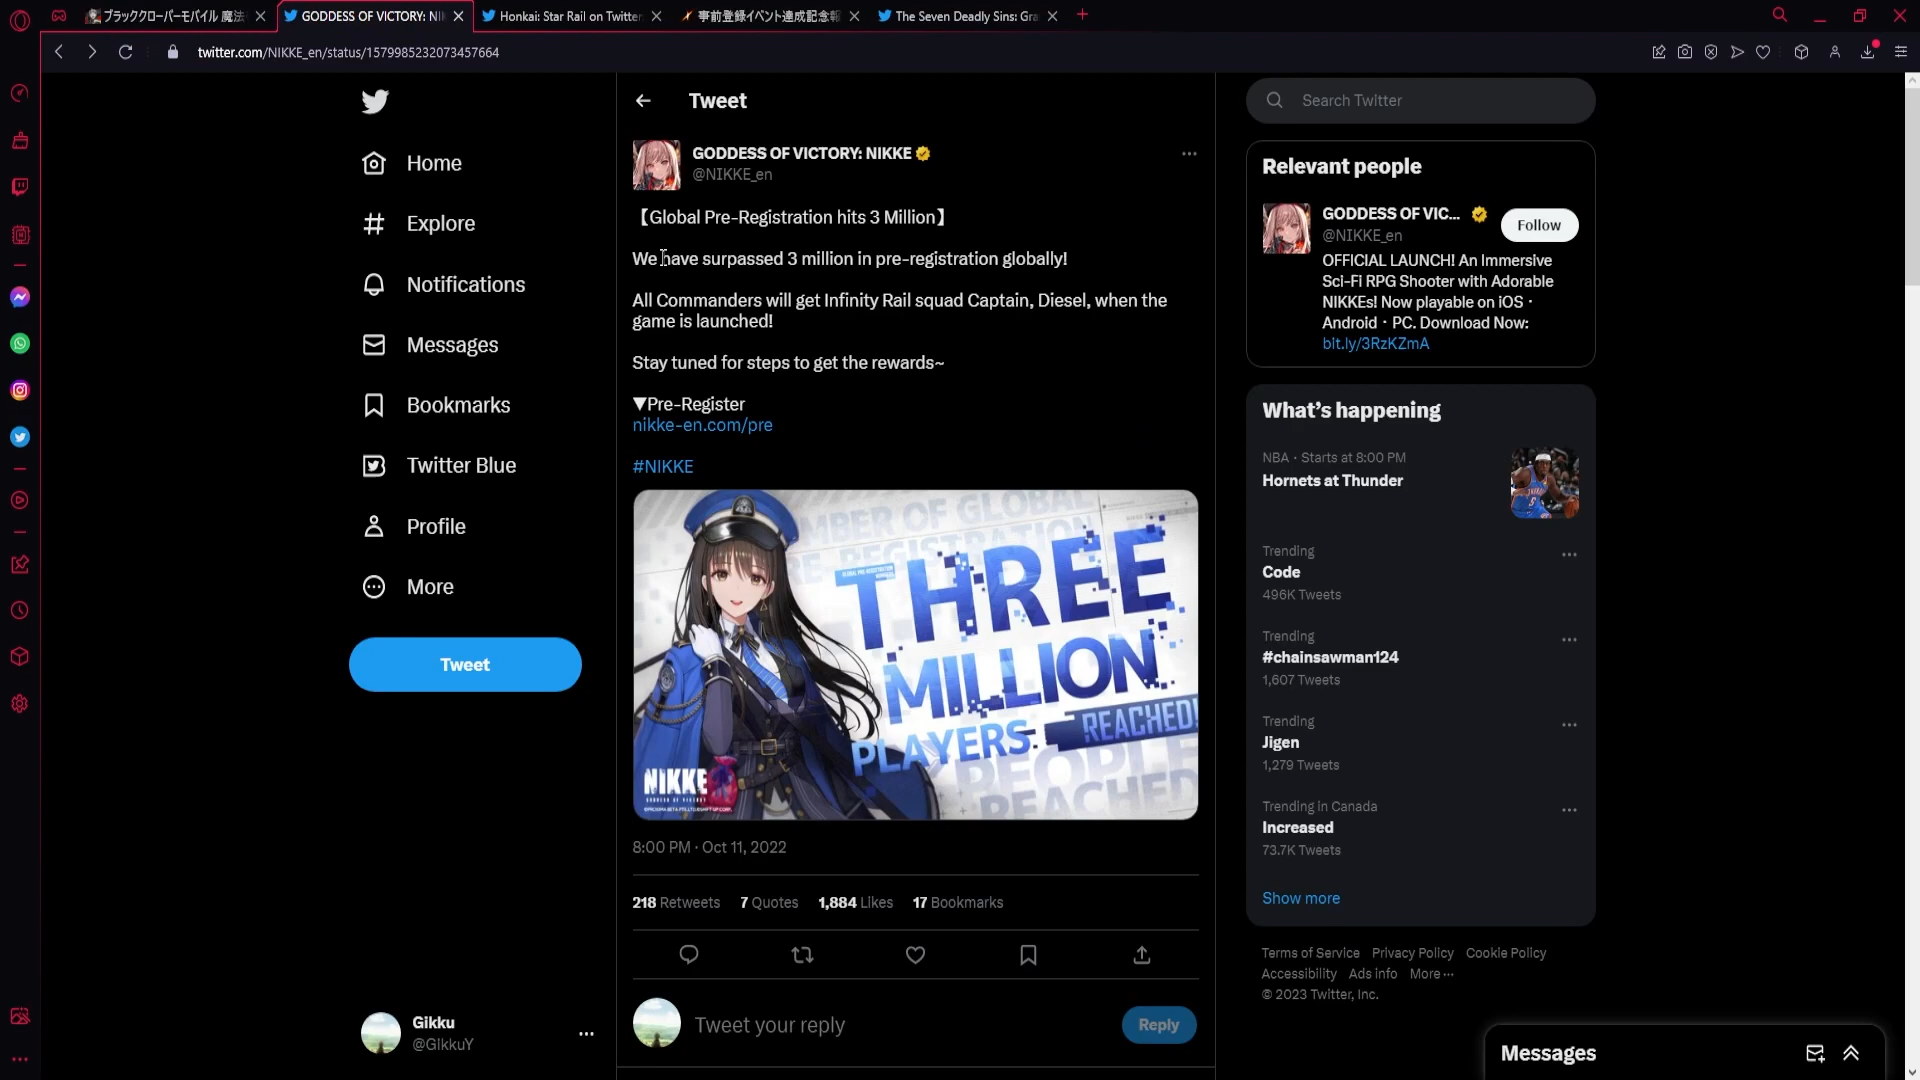 ブラッククローバーモバイル 魔法
GODDESS OF VICTORY: NI
Honkai: Star Rail on Twitter
事前登録イベント達成記念報
The Seven Deadly Sins: Gra
twitter.com/NIKKE_en/status/1579985232073457664
Home
Explore
Notifications
Messages
Bookmarks
Twitter Blue
Profile
More
Tweet
Gikku
@GIkkuY
Tweet
GODDESS OF VICTORY: NIKKE
@NIKKE_en
【Global Pre-Registration hits 3 Million】
We have surpassed 3 million in pre-registration globally!
All Commanders will get Infinity Rail squad Captain, Diesel, when the
game is launched!
Stay tuned for steps to get the rewards~
▼Pre-Register
nikke-en.com/pre
#NIKKE
THREE
MILLION
PLAYERS
REACHED!
NIKKE
GODDESS OF VICTORY
8:00 PM · Oct 11, 2022
218 Retweets 7 Quotes 1,884 Likes 17 Bookmarks
Tweet your reply
Reply
Search Twitter
Relevant people
GODDESS OF VIC...
@NIKKE_en
Follow
OFFICIAL LAUNCH! An Immersive
Sci-Fi RPG Shooter with Adorable
NIKKEs! Now playable on iOS・
Android・PC. Download Now:
bit.ly/3RzKZmA
What's happening
NBA · Starts at 8:00 PM
Hornets at Thunder
Trending
Code
496K Tweets
Trending
#chainsawman124
1,607 Tweets
Trending
Jigen
1,279 Tweets
Trending in Canada
Increased
73.7K Tweets
Show more
Terms of Service Privacy Policy Cookie Policy
Accessibility Ads info More ···
© 2023 Twitter, Inc.
Messages